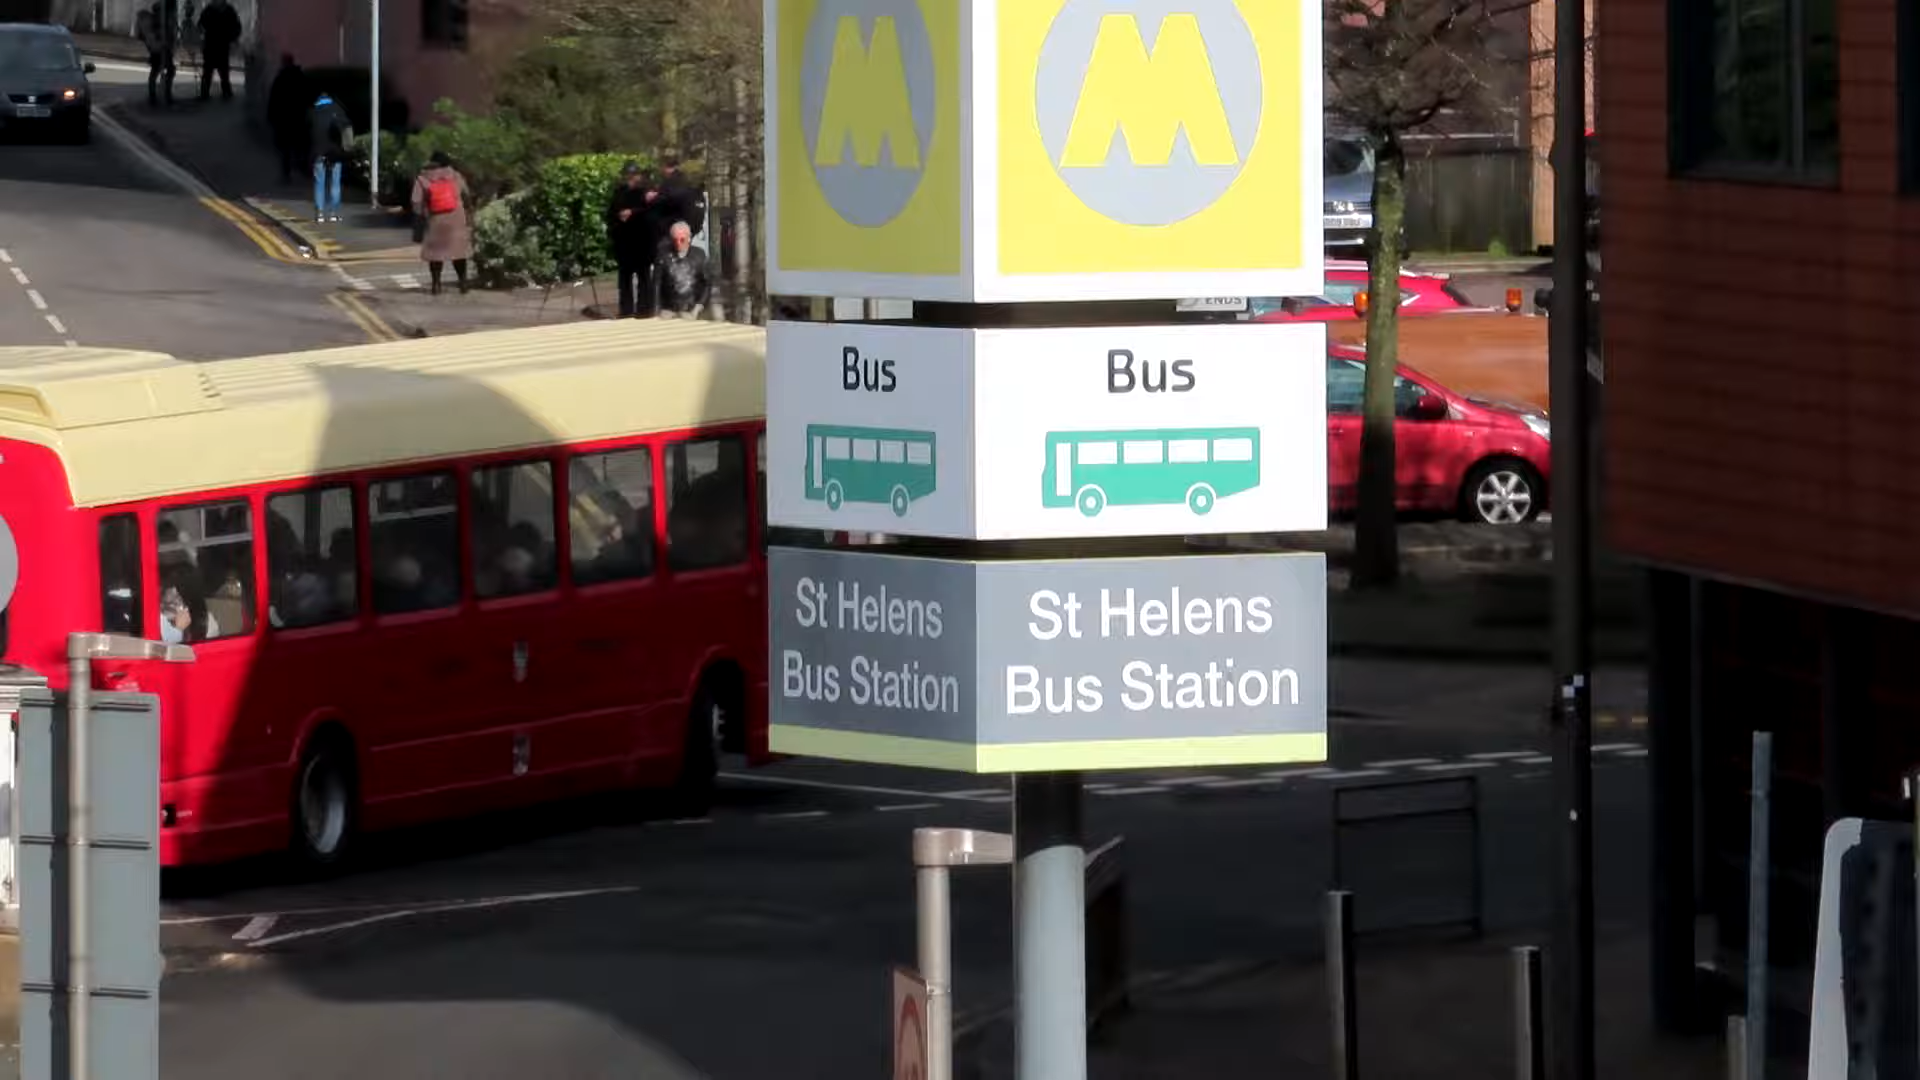 M
M
ENDS
Bus
Bus
St Helens
Bus Station
St Helens
Bus Station